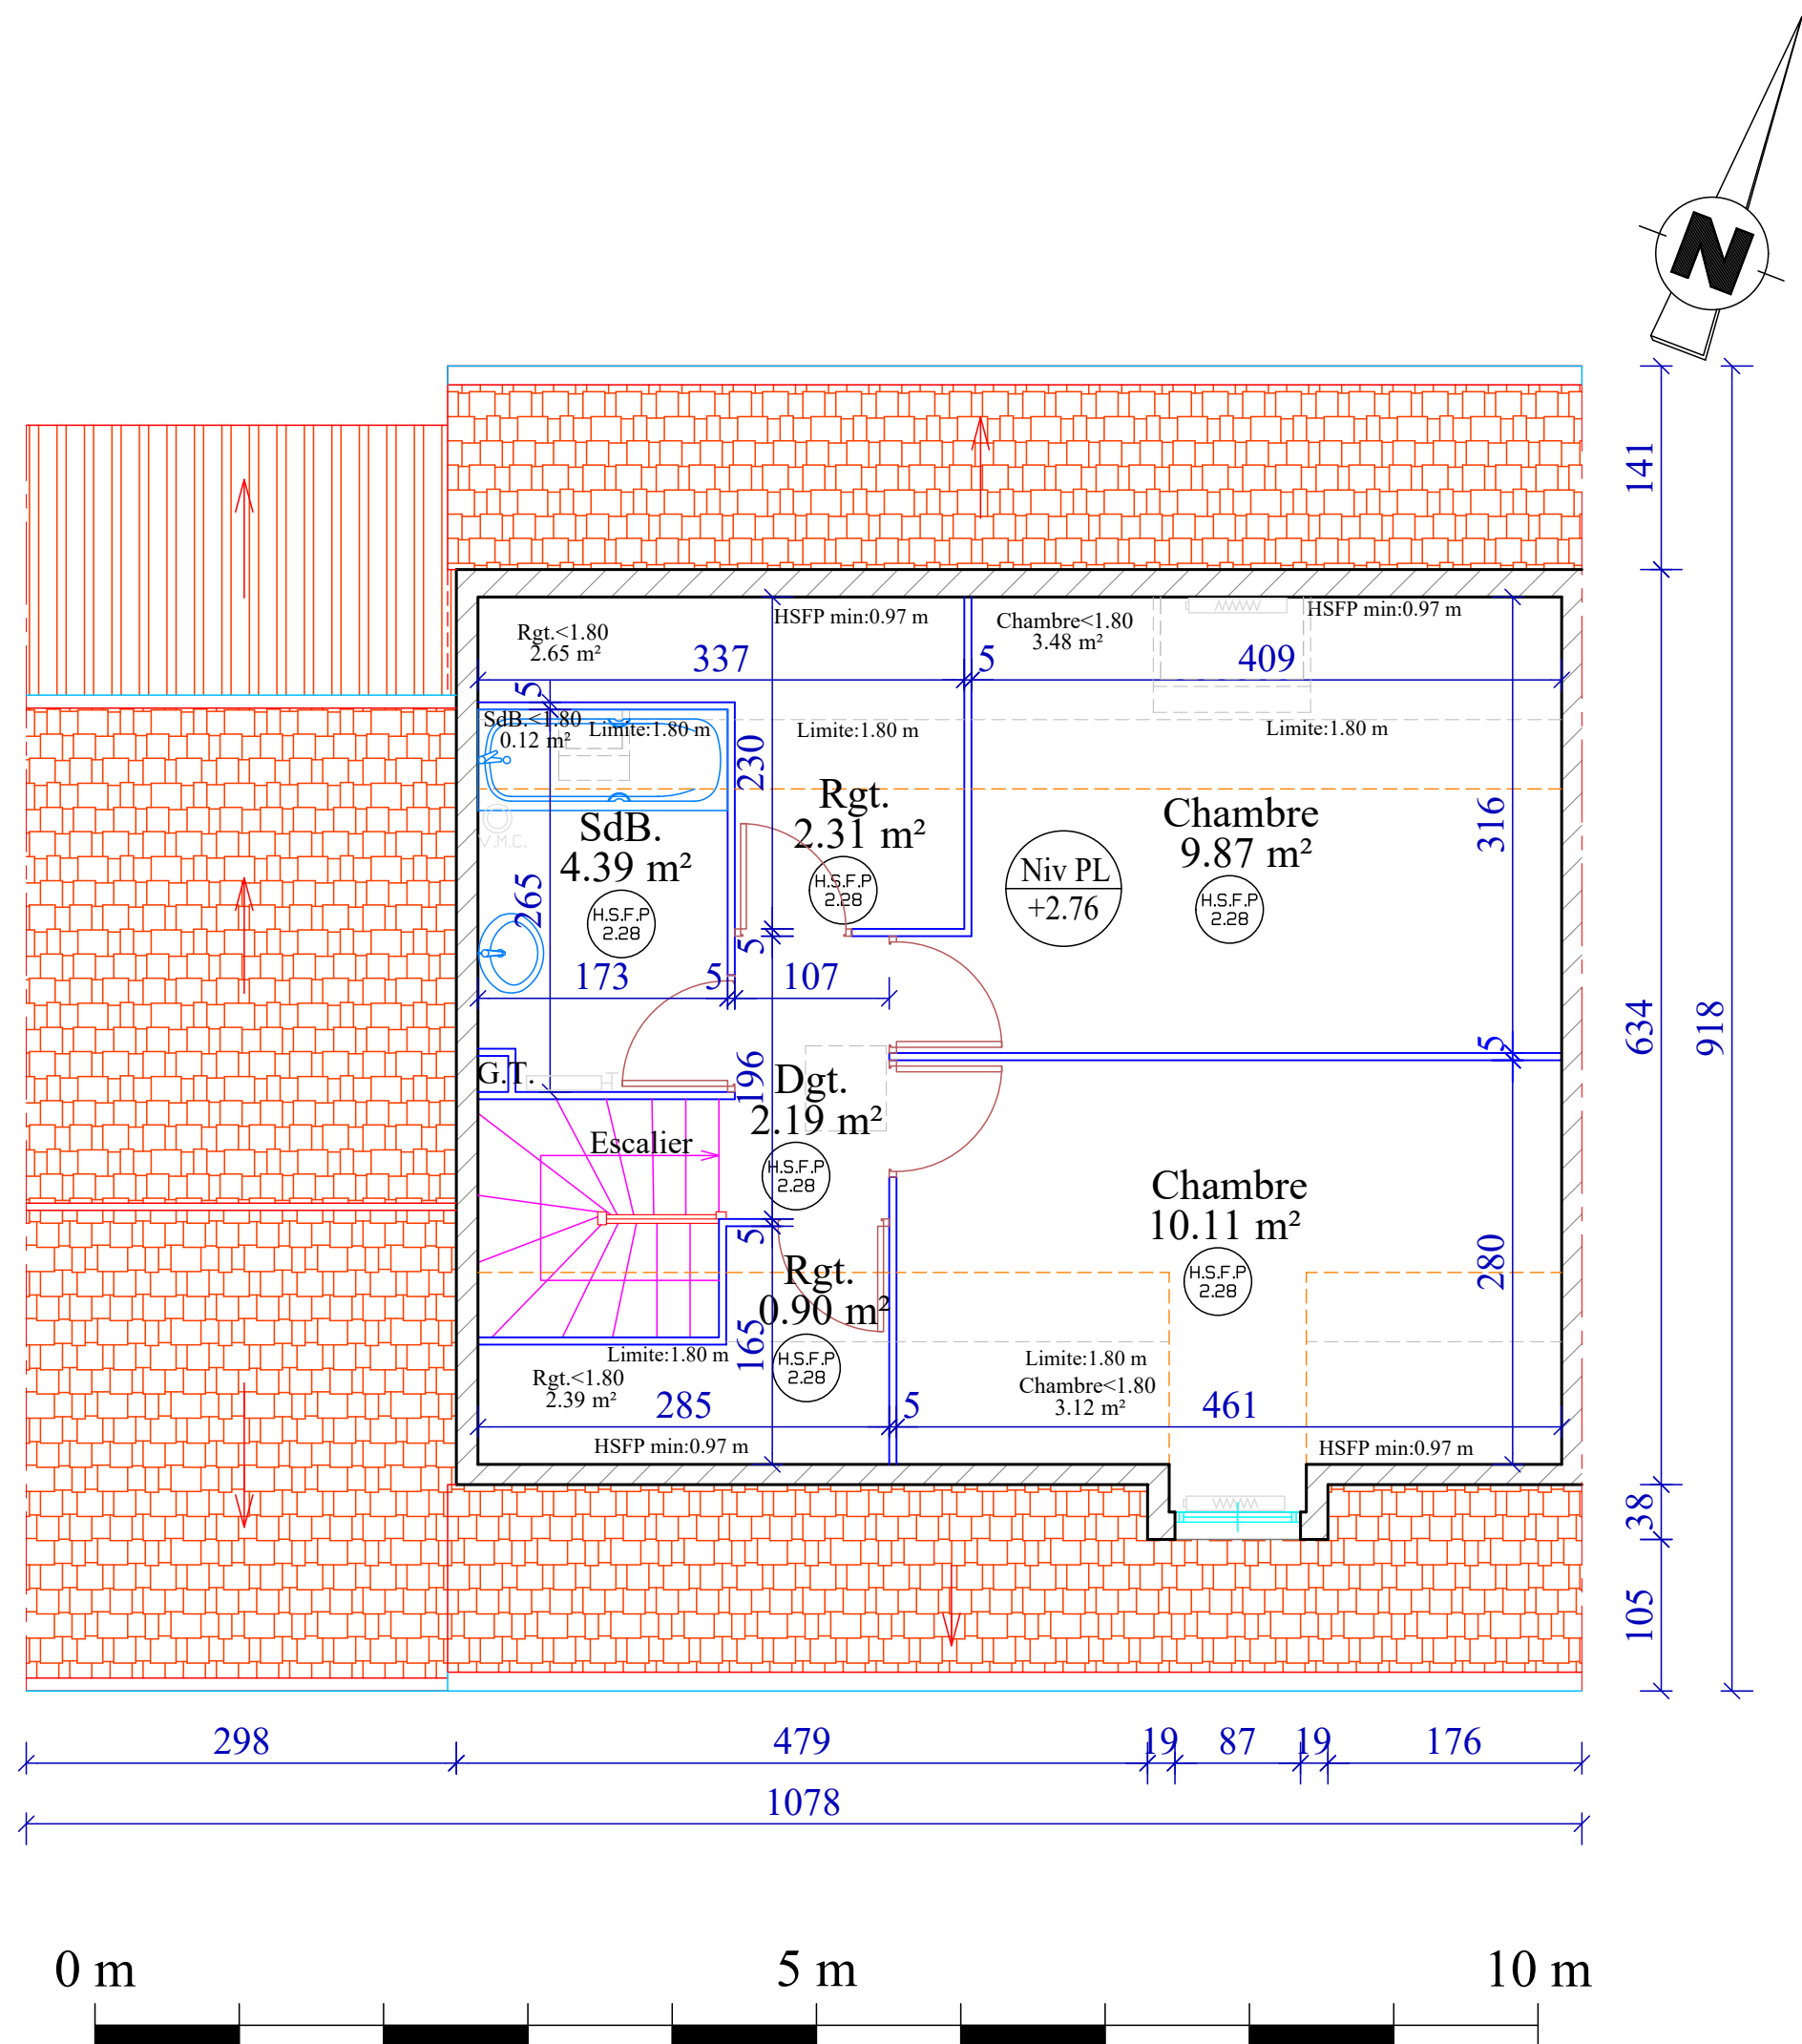 N
141
HSFP min:0.97 m
HSFP min:0.97 m
Rgt.<1.80
2.65 m²
Chambre<1.80
3.48 m²
337
5
409
5
SdB.<1.80
0.12 m²
Limite:1.80 m
Limite:1.80 m
Limite:1.80 m
230
Rgt.
2.31 m²
H.S.F.P
2.28
SdB.
4.39 m²
H.S.F.P
2.28
V.M.C.
265
Chambre
9.87 m²
H.S.F.P
2.28
Niv PL
+2.76
316
5
173
5
107
5
634
918
G.T.
196
Dgt.
2.19 m²
H.S.F.P
2.28
Escalier
Chambre
10.11 m²
H.S.F.P
2.28
5
Rgt.
0.90 m²
H.S.F.P
2.28
280
165
Limite:1.80 m
Rgt.<1.80
2.39 m²
Limite:1.80 m
Chambre<1.80
3.12 m²
285
5
461
HSFP min:0.97 m
HSFP min:0.97 m
38
105
298
479
19
87
19
176
1078
0 m
5 m
10 m